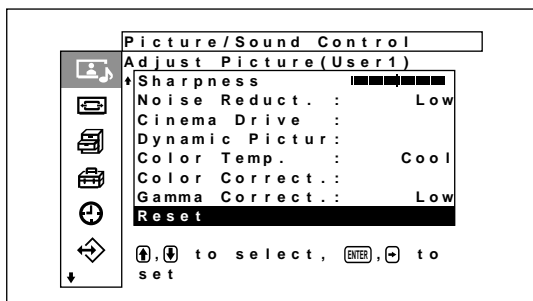 Picture/Sound Control
Adjust Picture(User1)
Sharpness
Noise Reduct. : Low
Cinema Drive :
Dynamic Pictur:
Color Temp. : Cool
Color Correct.:
Gamma Correct.: Low
Reset
↑,↓ to select, ENTER,→ to
set